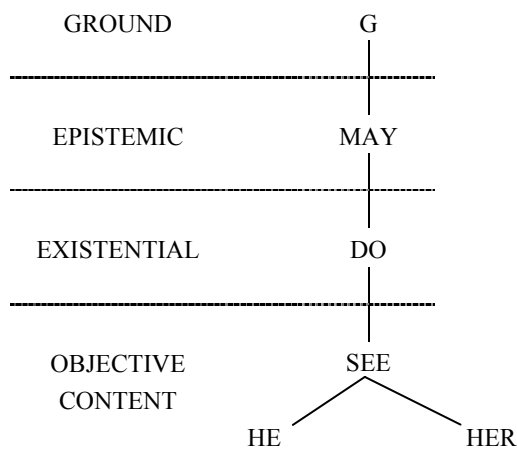 GROUND G
EPISTEMIC MAY
EXISTENTIAL DO
OBJECTIVE SEE
CONTENT
HE HER